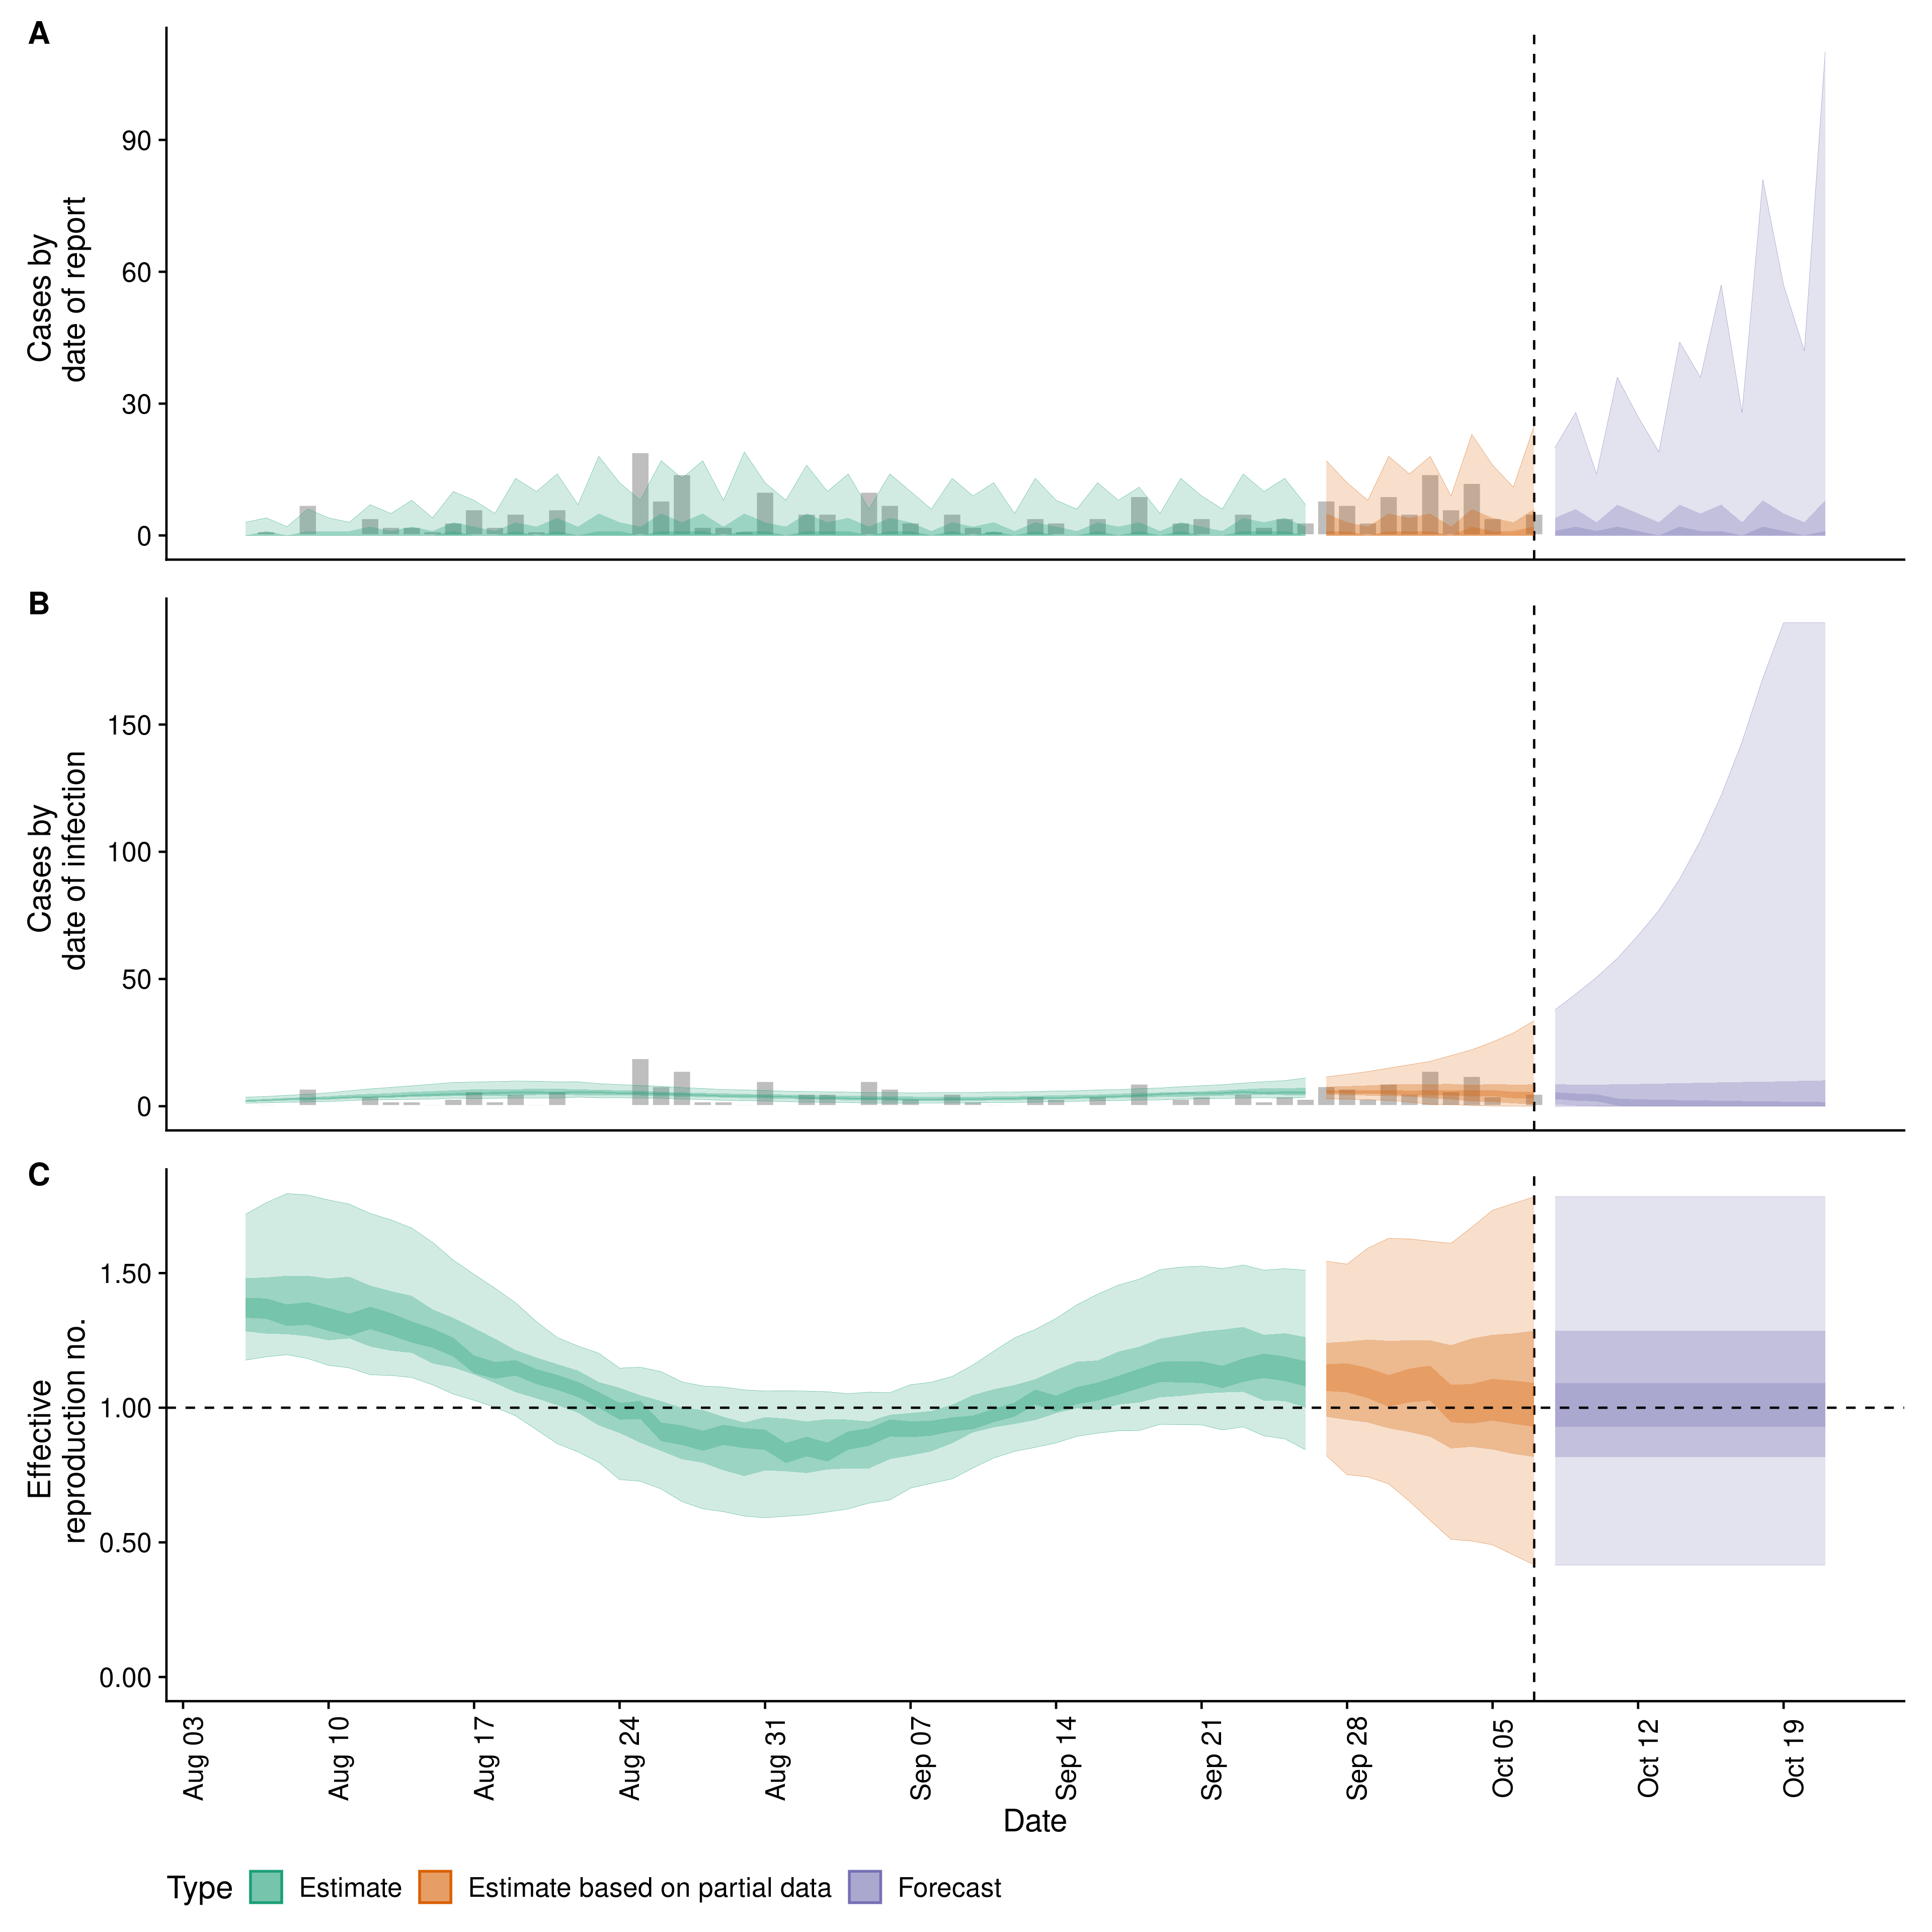 A
Cases by
date of report
90
60
30
0
B
Cases by
date of infection
150
100
50
0
C
Effective
reproduction no.
1.50
1.00
0.50
0.00
Aug 03
Aug 10
Aug 17
Aug 24
Aug 31
Sep 07
Sep 14
Sep 21
Sep 28
Oct 05
Oct 12
Oct 19
Date
Type Estimate Estimate based on partial data Forecast